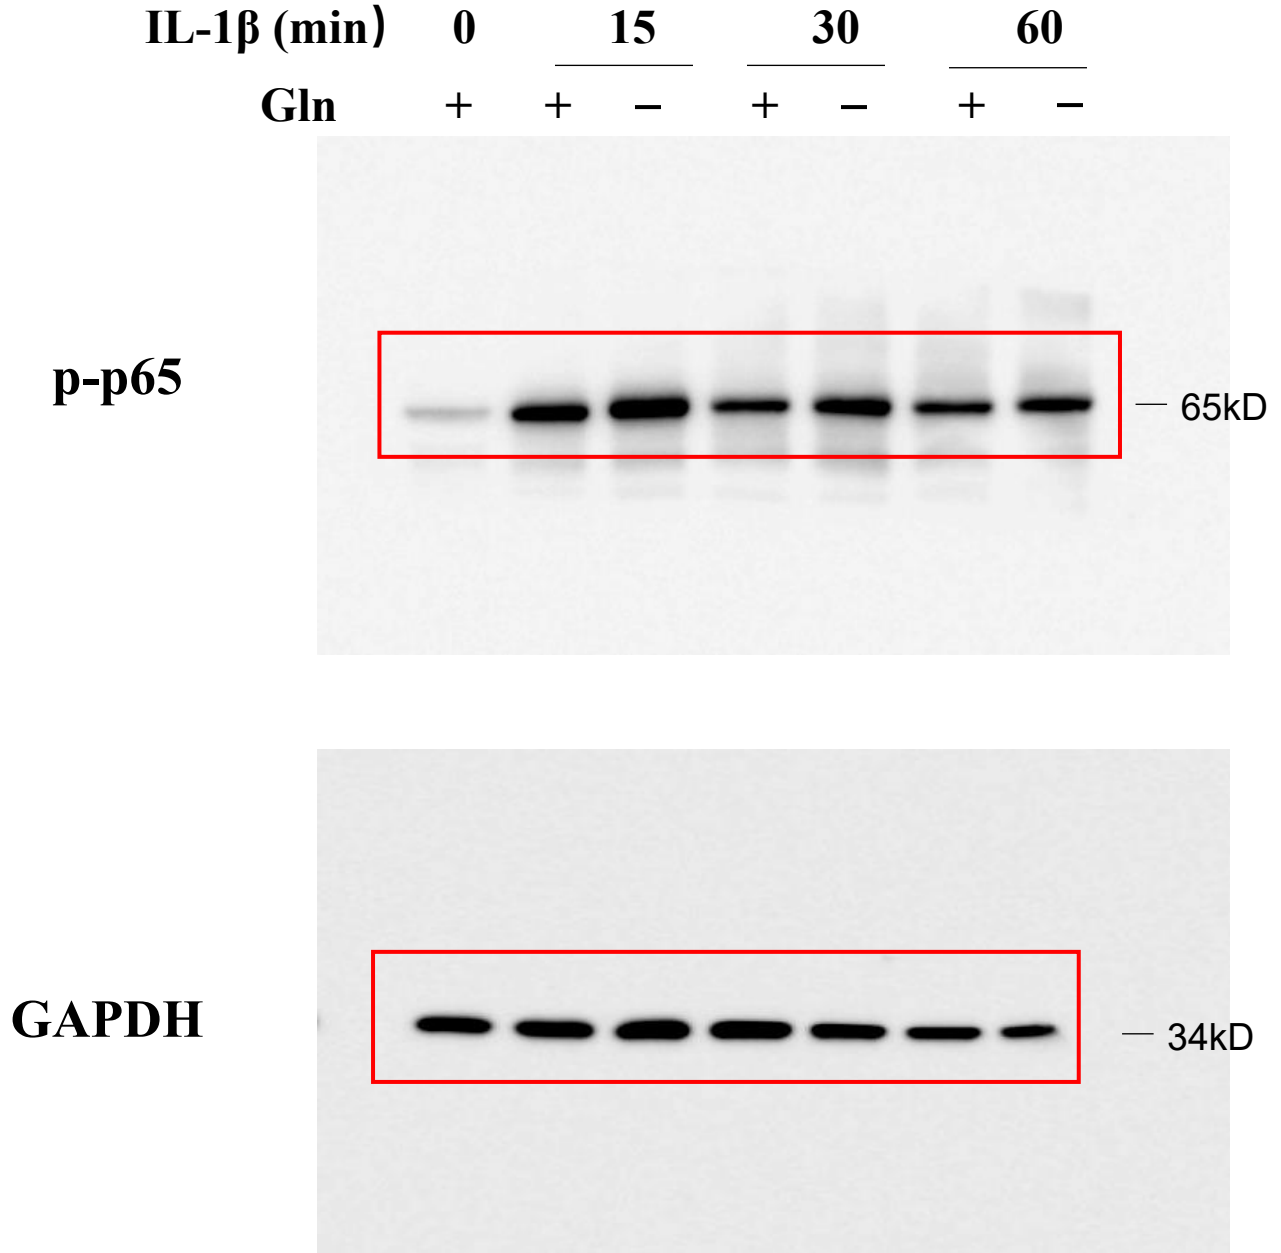 IL-1β (min) 0 15 30 60
Gln + + − + − + −
p-p65
65kD
GAPDH
34kD